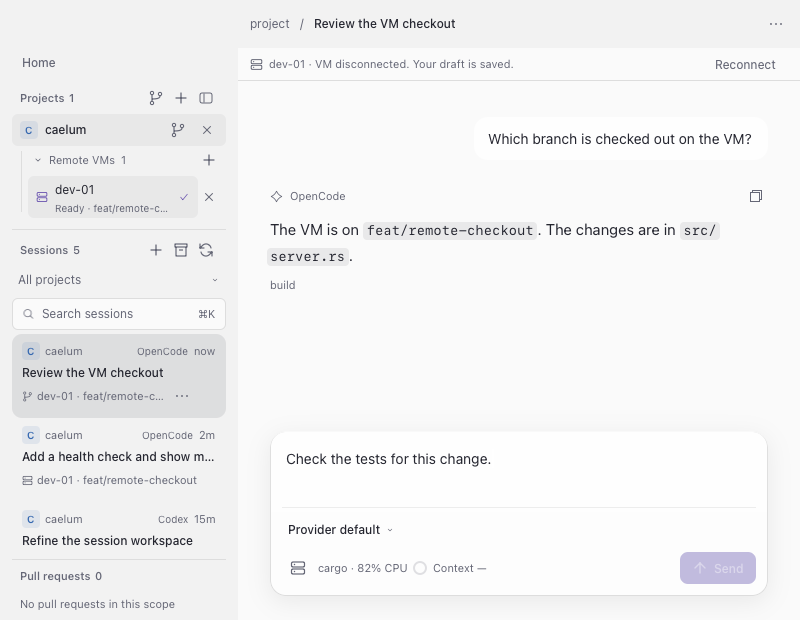 project / Review the VM checkout
dev-01 · VM disconnected. Your draft is saved.
Reconnect
Home
Projects 1
C caelum
Remote VMs 1
dev-01
Ready · feat/remote-c...
Sessions 5
All projects
Search sessions ⌘K
C caelum OpenCode now
Review the VM checkout
dev-01 · feat/remote-c...
C caelum OpenCode 2m
Add a health check and show m...
dev-01 · feat/remote-checkout
C caelum Codex 15m
Refine the session workspace
Pull requests 0
No pull requests in this scope
Which branch is checked out on the VM?
OpenCode
The VM is on feat/remote-checkout. The changes are in src/
server.rs.
build
Check the tests for this change.
Provider default
cargo · 82% CPU Context —
Send